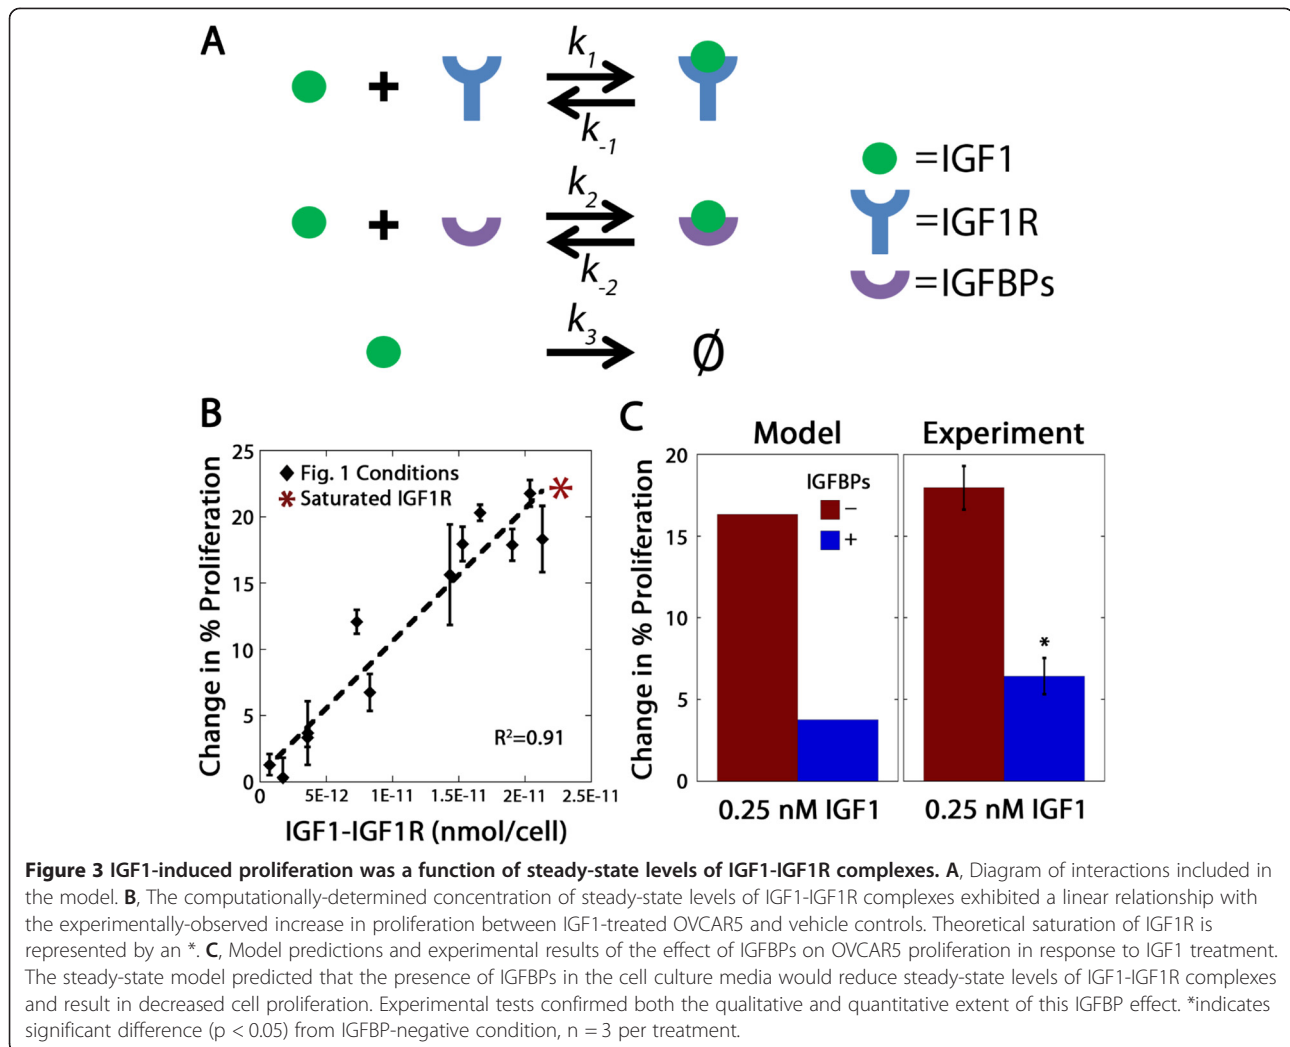 A
k1
k-1
k2
k-2
k3
∅
=IGF1
=IGF1R
=IGFBPs
B
Change in % Proliferation
25
20
15
10
5
0
◆ Fig. 1 Conditions
* Saturated IGF1R
*
R²=0.91
0 5E-12 1E-11 1.5E-11 2E-11 2.5E-11
IGF1-IGF1R (nmol/cell)
C
Model Experiment
Change in % Proliferation
20
15
10
5
0
IGFBPs
−
+
*
0.25 nM IGF1 0.25 nM IGF1
Figure 3 IGF1-induced proliferation was a function of steady-state levels of IGF1-IGF1R complexes. A, Diagram of interactions included in
the model. B, The computationally-determined concentration of steady-state levels of IGF1-IGF1R complexes exhibited a linear relationship with
the experimentally-observed increase in proliferation between IGF1-treated OVCAR5 and vehicle controls. Theoretical saturation of IGF1R is
represented by an *. C, Model predictions and experimental results of the effect of IGFBPs on OVCAR5 proliferation in response to IGF1 treatment.
The steady-state model predicted that the presence of IGFBPs in the cell culture media would reduce steady-state levels of IGF1-IGF1R complexes
and result in decreased cell proliferation. Experimental tests confirmed both the qualitative and quantitative extent of this IGFBP effect. *indicates
significant difference (p < 0.05) from IGFBP-negative condition, n = 3 per treatment.